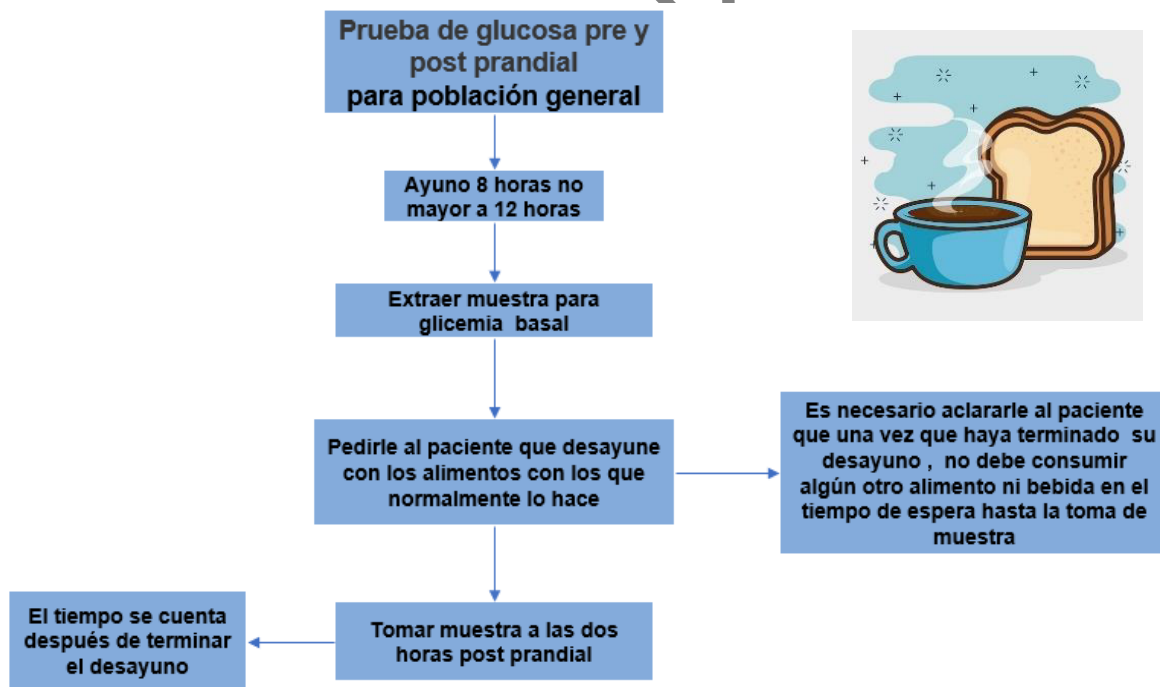 Prueba de glucosa pre y
post prandial
para población general
Ayuno 8 horas no
mayor a 12 horas
Extraer muestra para
glicemia basal
Pedirle al paciente que desayune
con los alimentos con los que
normalmente lo hace
Es necesario aclararle al paciente
que una vez que haya terminado su
desayuno , no debe consumir
algún otro alimento ni bebida en el
tiempo de espera hasta la toma de
muestra
Tomar muestra a las dos
horas post prandial
El tiempo se cuenta
después de terminar
el desayuno